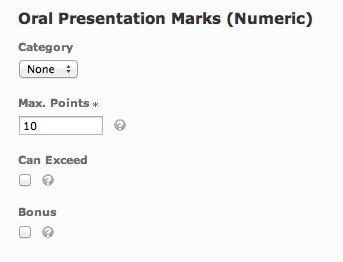 Oral Presentation Marks (Numeric)
Category
None
Max. Points *
10
?
Can Exceed
?
Bonus
?